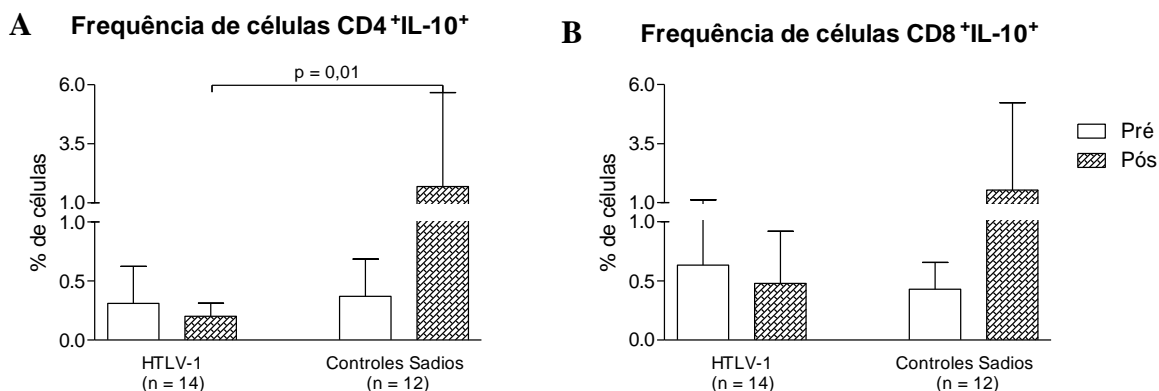 A Frequência de células CD4⁺IL-10⁺
p = 0,01
% de células
6.0
3.5
1.0
1.0
0.5
0.0
HTLV-1
(n = 14)
Controles Sadios
(n = 12)
B Frequência de células CD8⁺IL-10⁺
% de células
6.0
3.5
1.0
1.0
0.5
0.0
HTLV-1
(n = 14)
Controles Sadios
(n = 12)
Pré
Pós